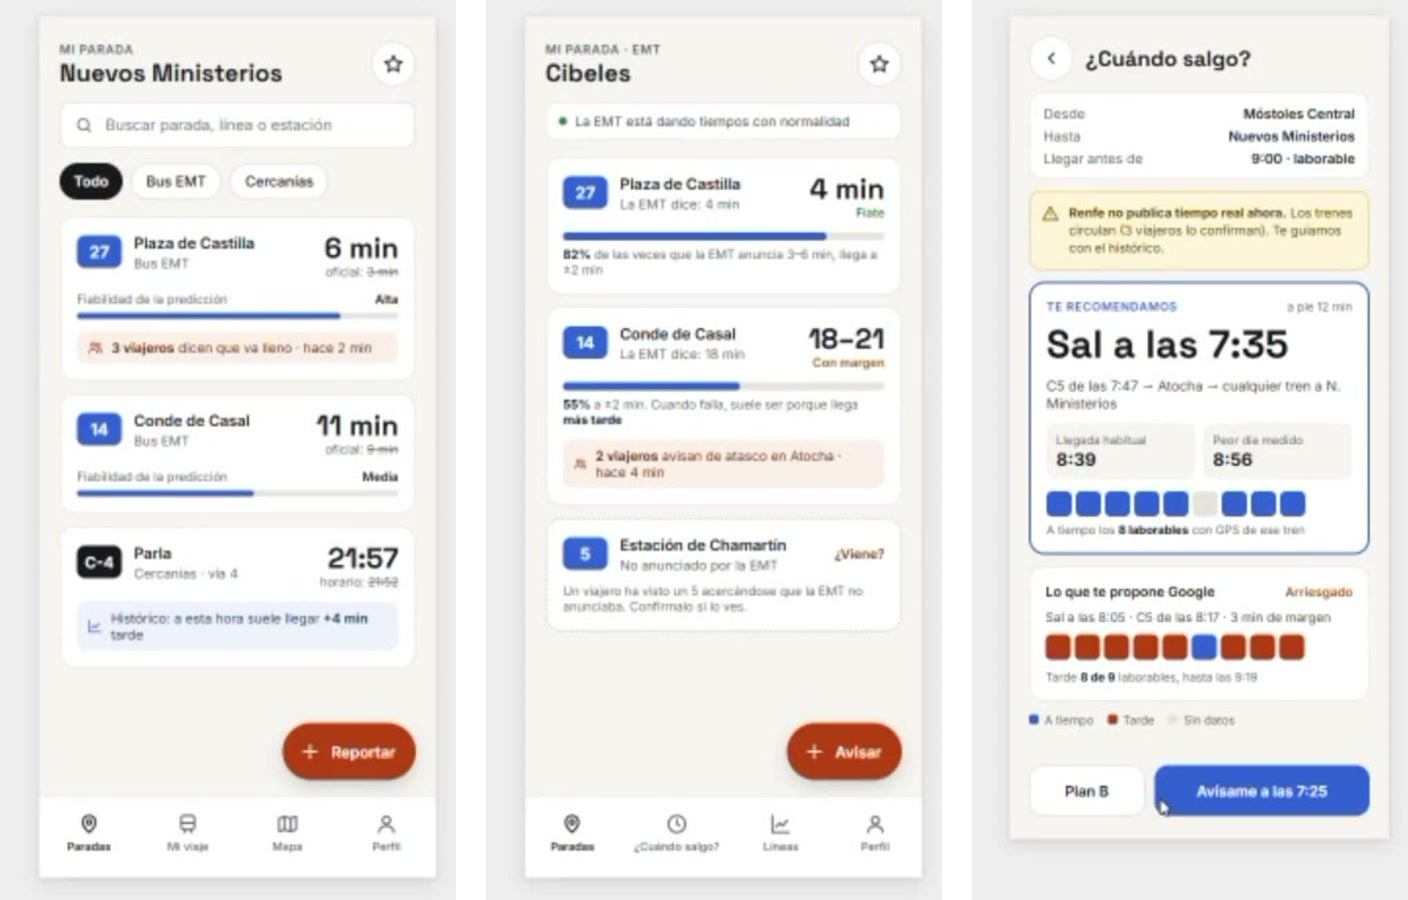 MI PARADA
Nuevos Ministerios
Buscar parada, línea o estación
Todo
Bus EMT
Cercanías
27
Plaza de Castilla
Bus EMT
6 min
oficial: 3 min
Fiabilidad de la predicción
Alta
3 viajeros dicen que va lleno · hace 2 min
14
Conde de Casal
Bus EMT
11 min
oficial: 9 min
Fiabilidad de la predicción
Media
C-4
Parla
Cercanías · vía 4
21:57
horario: 21:52
Histórico: a esta hora suele llegar +4 min
tarde
+ Reportar
Paradas
Mi viaje
Mapa
Perfil
MI PARADA · EMT
Cibeles
La EMT está dando tiempos con normalidad
27
Plaza de Castilla
La EMT dice: 4 min
4 min
Fíate
82% de las veces que la EMT anuncia 3–6 min, llega a
±2 min
14
Conde de Casal
La EMT dice: 18 min
18–21
Con margen
55% a ±2 min. Cuando falla, suele ser porque llega
más tarde
2 viajeros avisan de atasco en Atocha ·
hace 4 min
5
Estación de Chamartín
No anunciado por la EMT
¿Viene?
Un viajero ha visto un 5 acercándose que la EMT no
anunciaba. Confírmalo si lo ves.
+ Avisar
Paradas
¿Cuándo salgo?
Líneas
Perfil
¿Cuándo salgo?
Desde
Móstoles Central
Hasta
Nuevos Ministerios
Llegar antes de
9:00 · laborable
Renfe no publica tiempo real ahora. Los trenes
circulan (3 viajeros lo confirman). Te guiamos
con el histórico.
TE RECOMENDAMOS
a pie 12 min
Sal a las 7:35
C5 de las 7:47 → Atocha → cualquier tren a N.
Ministerios
Llegada habitual
8:39
Peor día medido
8:56
A tiempo los 8 laborables con GPS de ese tren
Lo que te propone Google
Arriesgado
Sal a las 8:05 · C5 de las 8:17 · 3 min de margen
Tarde 8 de 9 laborables, hasta las 9:19
A tiempo
Tarde
Sin datos
Plan B
Avísame a las 7:25